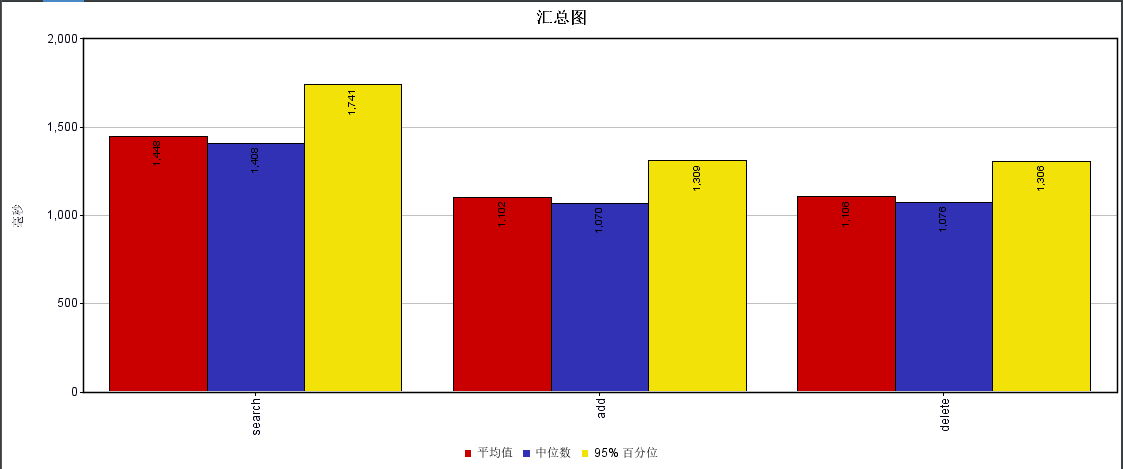 汇总图
2,000
1,500
1,000
500
0
毫秒
1,448
1,408
1,741
1,102
1,070
1,309
1,106
1,076
1,306
search
add
delete
平均值 中位数 95% 百分位